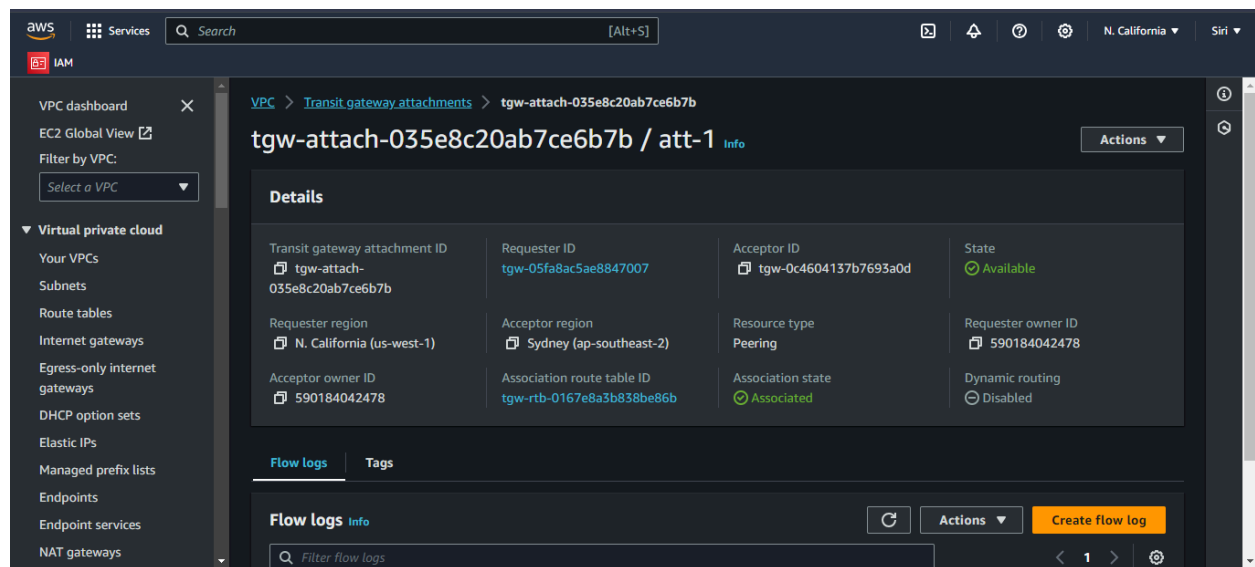 aws
Services
Search
[Alt+S]
N. California
Siri
IAM
VPC dashboard
EC2 Global View
Filter by VPC:
Select a VPC
Virtual private cloud
Your VPCs
Subnets
Route tables
Internet gateways
Egress-only internet
gateways
DHCP option sets
Elastic IPs
Managed prefix lists
Endpoints
Endpoint services
NAT gateways
VPC > Transit gateway attachments > tgw-attach-035e8c20ab7ce6b7b
tgw-attach-035e8c20ab7ce6b7b / att-1 Info
Actions
Details
Transit gateway attachment ID
tgw-attach-
035e8c20ab7ce6b7b
Requester ID
tgw-05fa8ac5ae8847007
Acceptor ID
tgw-0c4604137b7693a0d
State
Available
Requester region
N. California (us-west-1)
Acceptor region
Sydney (ap-southeast-2)
Resource type
Peering
Requester owner ID
590184042478
Acceptor owner ID
590184042478
Association route table ID
tgw-rtb-0167e8a3b838be86b
Association state
Associated
Dynamic routing
Disabled
Flow logs
Tags
Flow logs Info
Actions
Create flow log
Filter flow logs
1